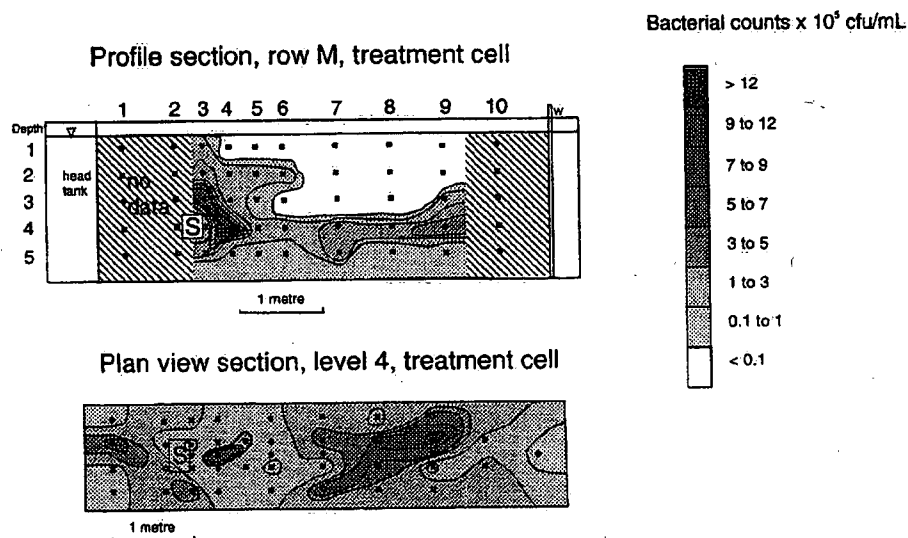 Bacterial counts x 10⁵ cfu/mL
Profile section, row M, treatment cell
1 2 3 4 5 6 7 8 9 10 w
Depth
1
2
3
4
5
head
tank
no
data
S
1 metre
> 12
9 to 12
7 to 9
5 to 7
3 to 5
1 to 3
0.1 to 1
< 0.1
Plan view section, level 4, treatment cell
S
1 metre